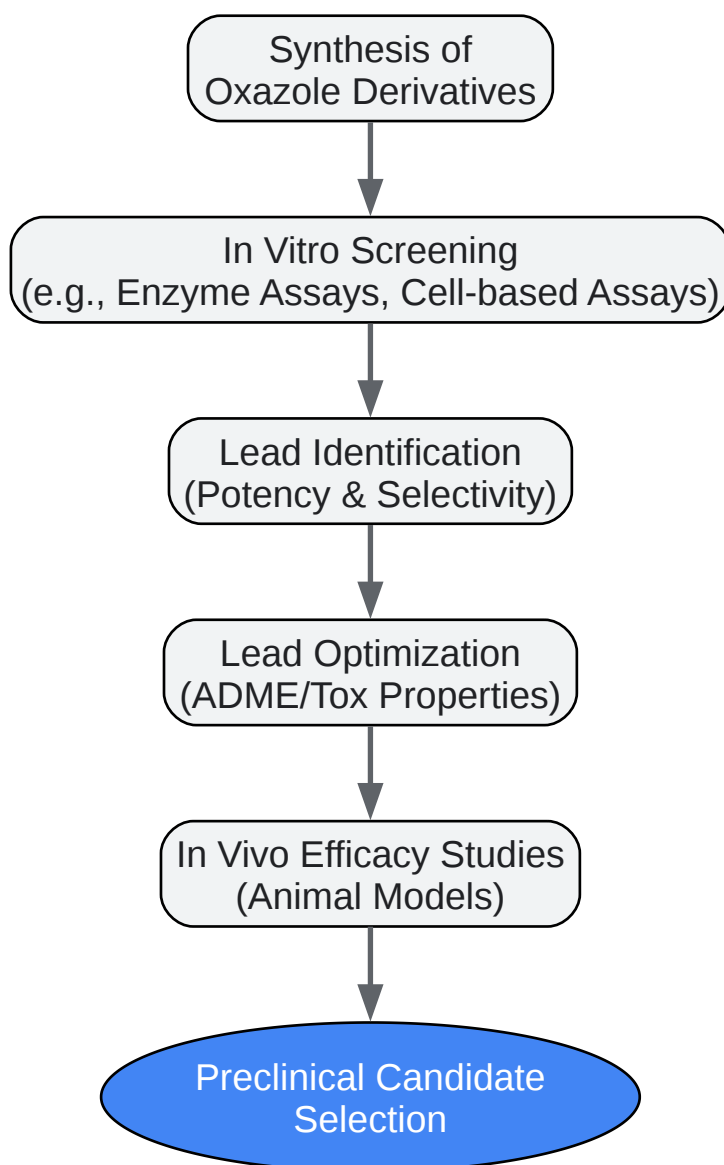 Synthesis of
Oxazole Derivatives
In Vitro Screening
(e.g., Enzyme Assays, Cell-based Assays)
Lead Identification
(Potency & Selectivity)
Lead Optimization
(ADME/Tox Properties)
In Vivo Efficacy Studies
(Animal Models)
Preclinical Candidate
Selection